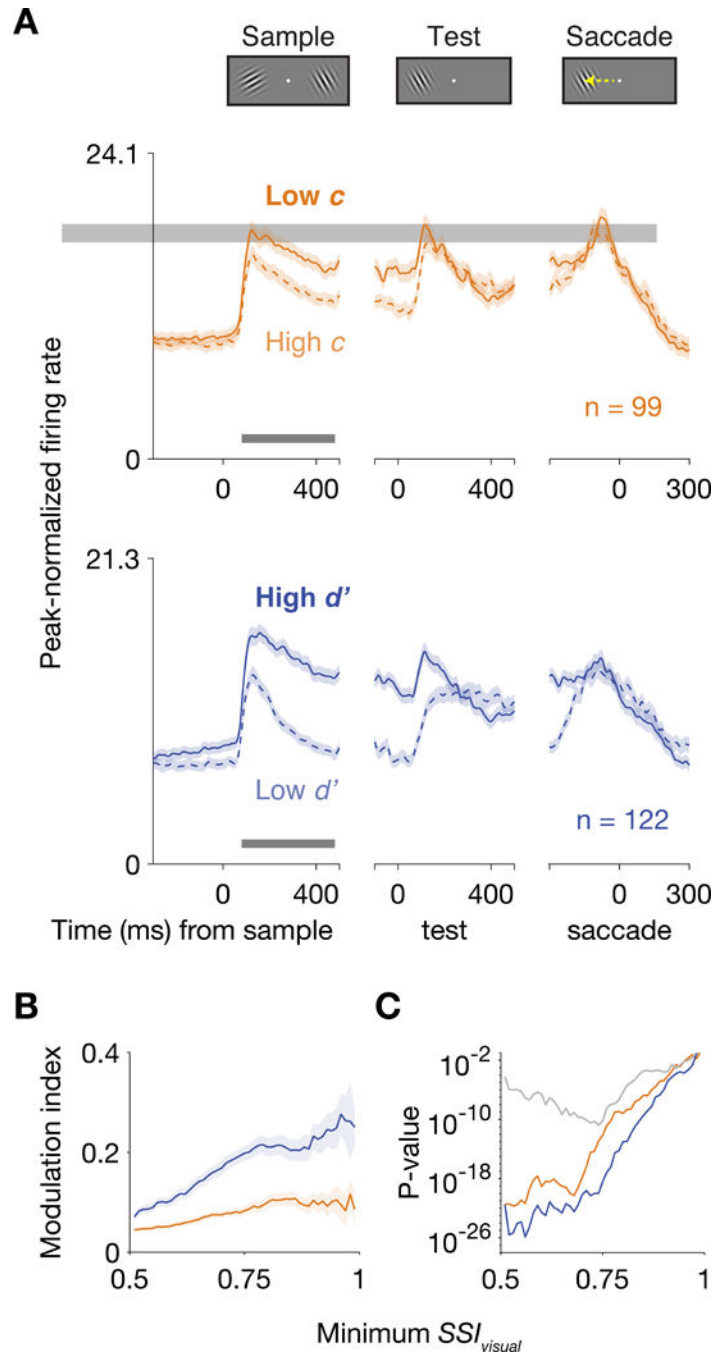 A
Sample Test Saccade
24.1
Low c
High c
n = 99
0
0 400 0 400 0 300
Peak-normalized firing rate
21.3
High d'
Low d'
n = 122
0
0 400 0 400 0 300
Time (ms) from sample test saccade
B
C
Modulation index
0.4
0.2
0
0.5 0.75 1
P-value
10-2
10-10
10-18
10-26
0.5 0.75 1
Minimum SSIvisual